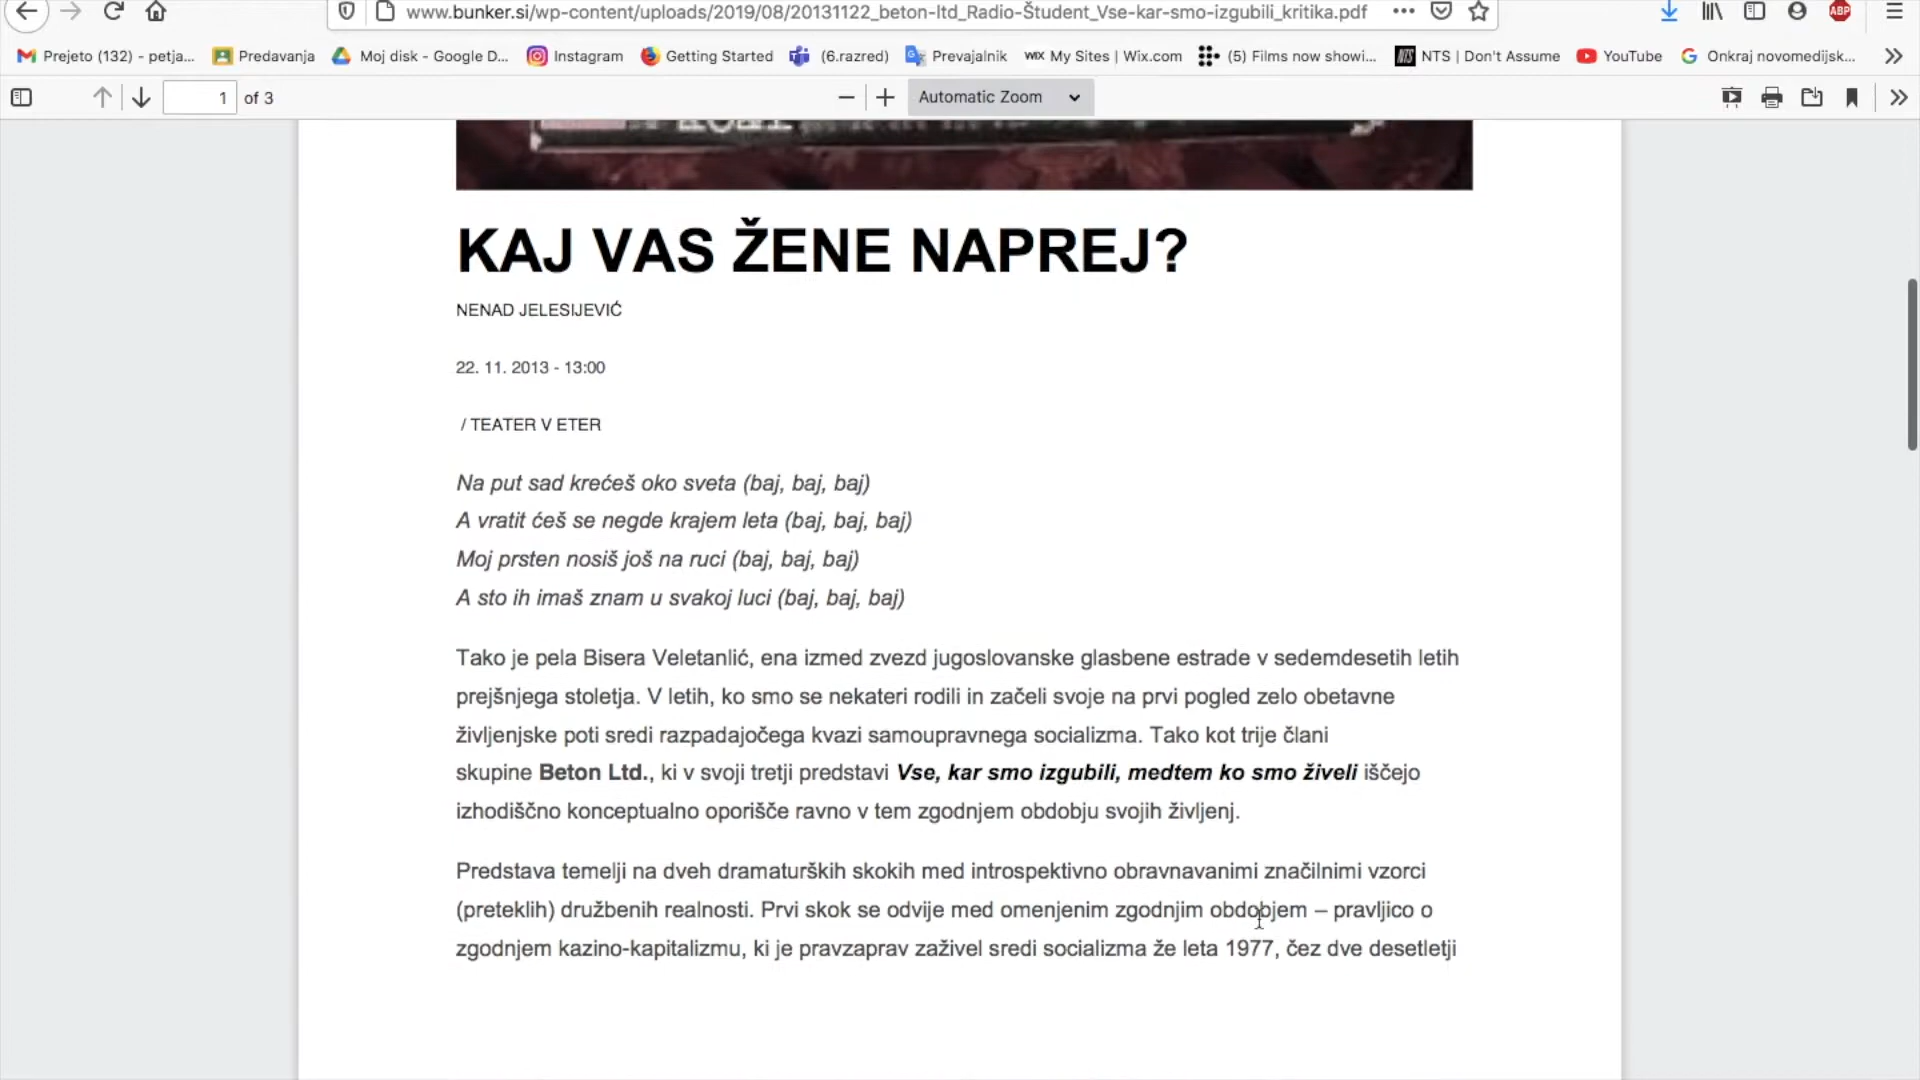 www.bunker.si/wp-content/uploads/2019/08/20131122_beton-ltd_Radio-Študent_Vse-kar-smo-izgubili_kritika.pdf
ABP
Prejeto (132) - petja... Predavanja Moj disk - Google D... Instagram Getting Started (6.razred) Prevajalnik WIX My Sites | Wix.com (5) Films now showi... NTS NTS | Don't Assume YouTube Onkraj novomedijsk...
1 of 3 Automatic Zoom
KAJ VAS ŽENE NAPREJ?
NENAD JELESIJEVIĆ
22. 11. 2013 - 13:00
/ TEATER V ETER
Na put sad krećeš oko sveta (baj, baj, baj)
A vratit ćeš se negde krajem leta (baj, baj, baj)
Moj prsten nosiš još na ruci (baj, baj, baj)
A sto ih imaš znam u svakoj luci (baj, baj, baj)
Tako je pela Bisera Veletanlić, ena izmed zvezd jugoslovanske glasbene estrade v sedemdesetih letih
prejšnjega stoletja. V letih, ko smo se nekateri rodili in začeli svoje na prvi pogled zelo obetavne
življenjske poti sredi razpadajočega kvazi samoupravnega socializma. Tako kot trije člani
skupine Beton Ltd., ki v svoji tretji predstavi Vse, kar smo izgubili, medtem ko smo živeli iščejo
izhodiščno konceptualno oporišče ravno v tem zgodnjem obdobju svojih življenj.
Predstava temelji na dveh dramaturških skokih med introspektivno obravnavanimi značilnimi vzorci
(preteklih) družbenih realnosti. Prvi skok se odvije med omenjenim zgodnjim obdobjem – pravljico o
zgodnjem kazino-kapitalizmu, ki je pravzaprav zaživel sredi socializma že leta 1977, čez dve desetletji